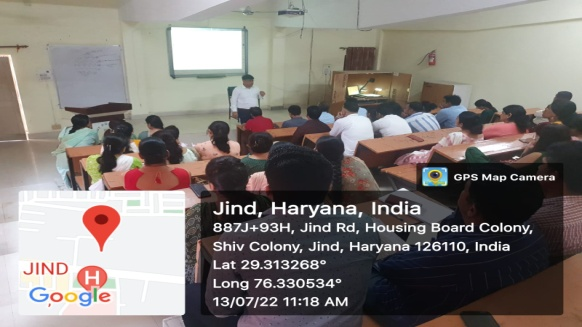 GPS Map Camera
Jind, Haryana, India
887J+93H, Jind Rd, Housing Board Colony,
Shiv Colony, Jind, Haryana 126110, India
Lat 29.313268°
Long 76.330534°
13/07/22 11:18 AM
JIND
H
Google